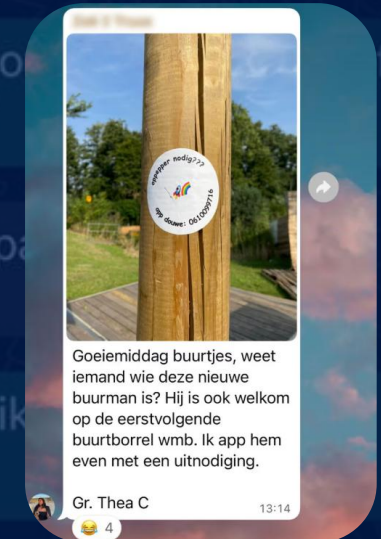 oppepper nodig???
app douwe: 0610099716
Goeiemiddag buurtjes, weet
iemand wie deze nieuwe
buurman is? Hij is ook welkom
op de eerstvolgende
buurtborrel wmb. Ik app hem
even met een uitnodiging.
Gr. Thea C
13:14
4